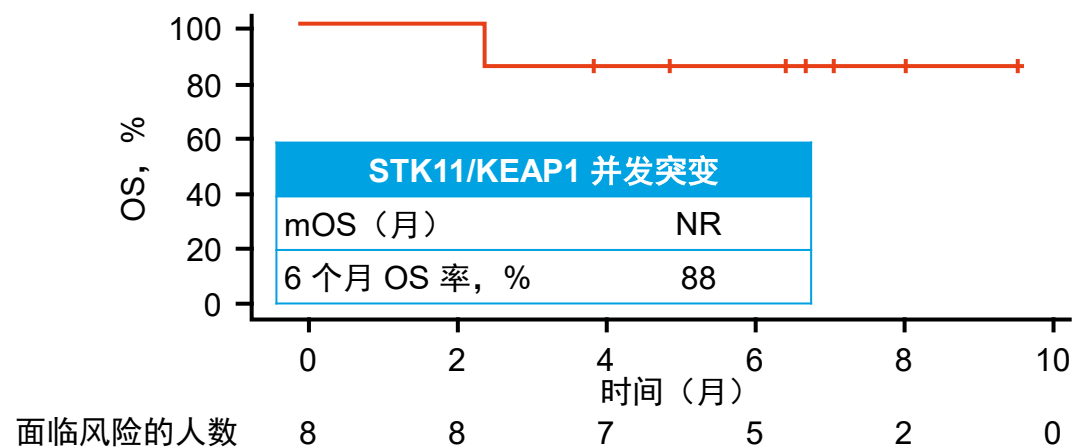 100
80
60
40
20
0
OS，%
STK11/KEAP1 并发突变
mOS（月） NR
6 个月 OS 率，% 88
0 2 4 6 8 10
时间（月）
面临风险的人数 8 8 7 5 2 0